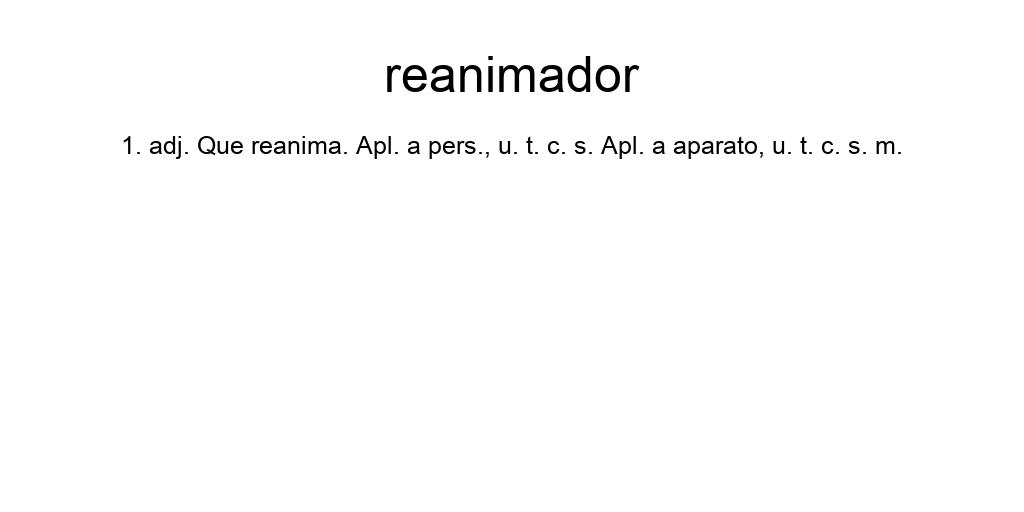 reanimador
1. adj. Que reanima. Apl. a pers., u. t. c. s. Apl. a aparato, u. t. c. s. m.